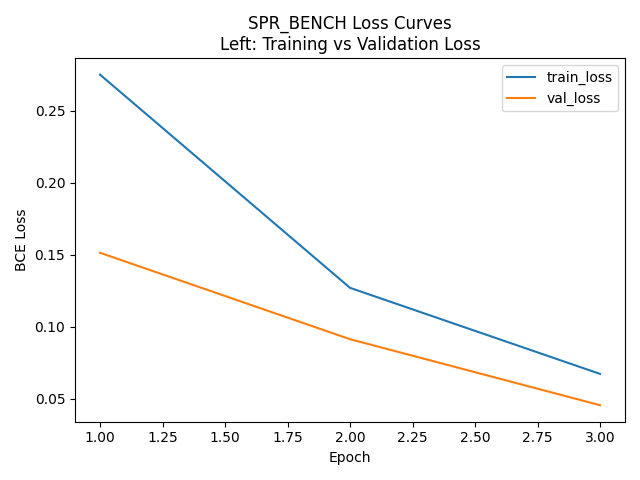 SPR_BENCH Loss Curves
Left: Training vs Validation Loss
train_loss
val_loss
BCE Loss
0.25
0.20
0.15
0.10
0.05
1.00 1.25 1.50 1.75 2.00 2.25 2.50 2.75 3.00
Epoch